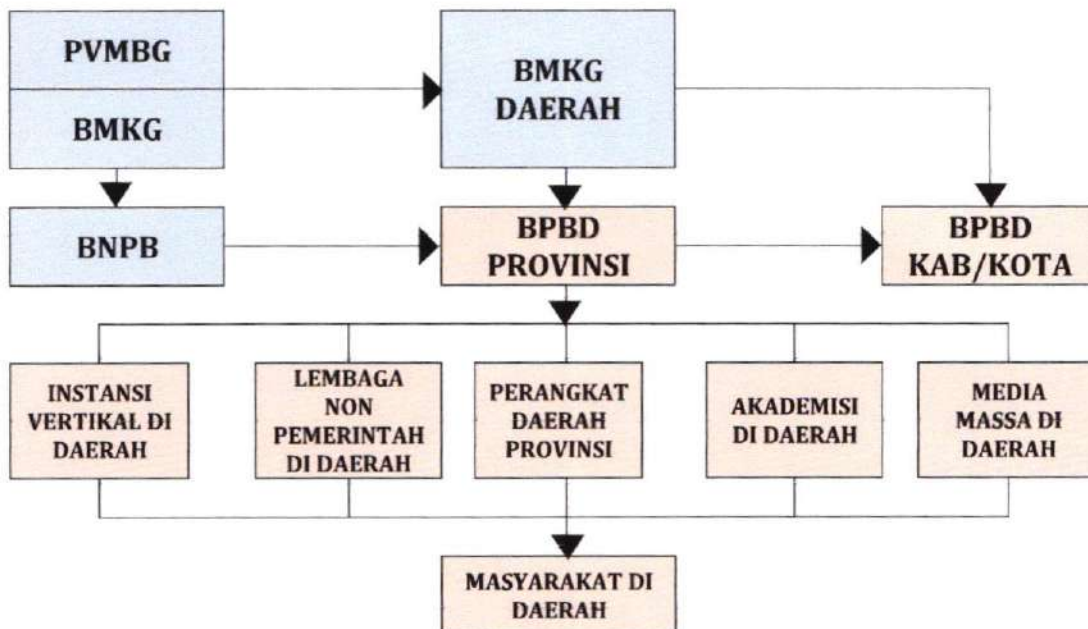 PVMBG
BMKG
BMKG
DAERAH
BNPB
BPBD
PROVINSI
BPBD
KAB/KOTA
INSTANSI
VERTIKAL DI
DAERAH
LEMBAGA
NON
PEMERINTAH
DI DAERAH
PERANGKAT
DAERAH
PROVINSI
AKADEMISI
DI DAERAH
MEDIA
MASSA DI
DAERAH
MASYARAKAT DI
DAERAH